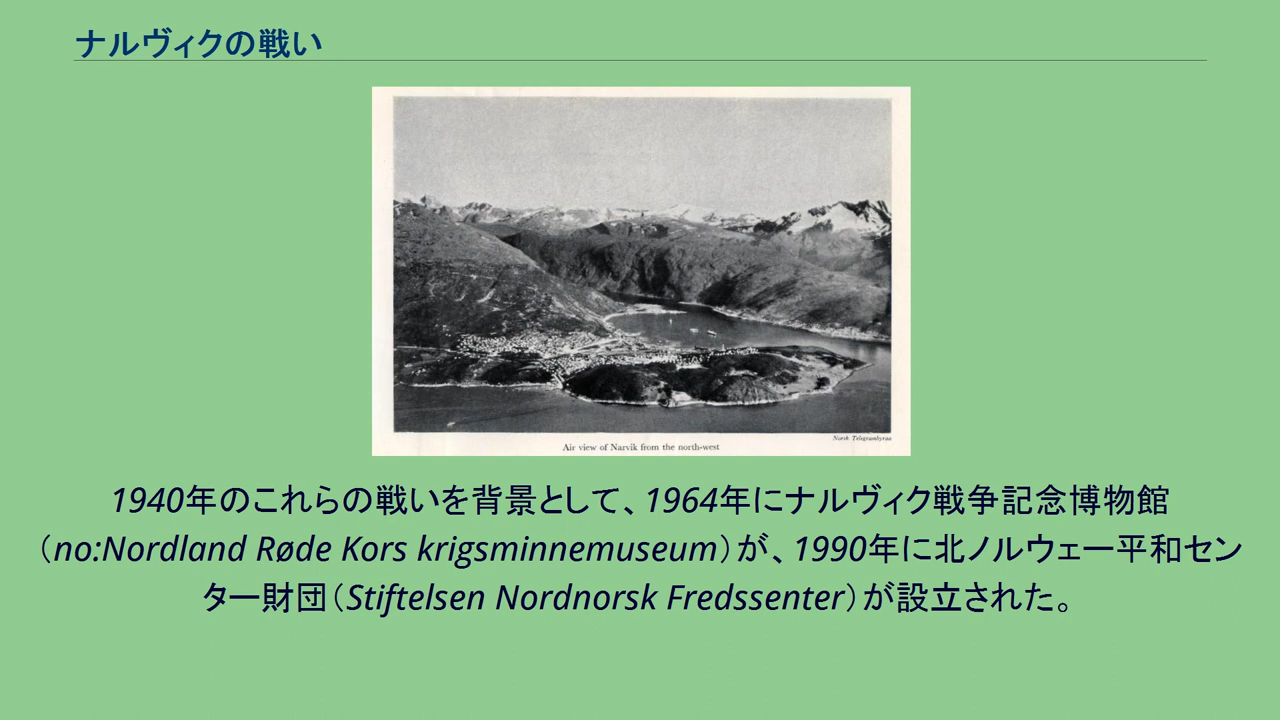 ナルヴィクの戦い
Air view of Narvik from the north-west
Norsk Telegrambyraa
1940年のこれらの戦いを背景として、1964年にナルヴィク戦争記念博物館
（no:Nordland Røde Kors krigsminnemuseum）が、1990年に北ノルウェー平和セン
ター財団（Stiftelsen Nordnorsk Fredssenter）が設立された。